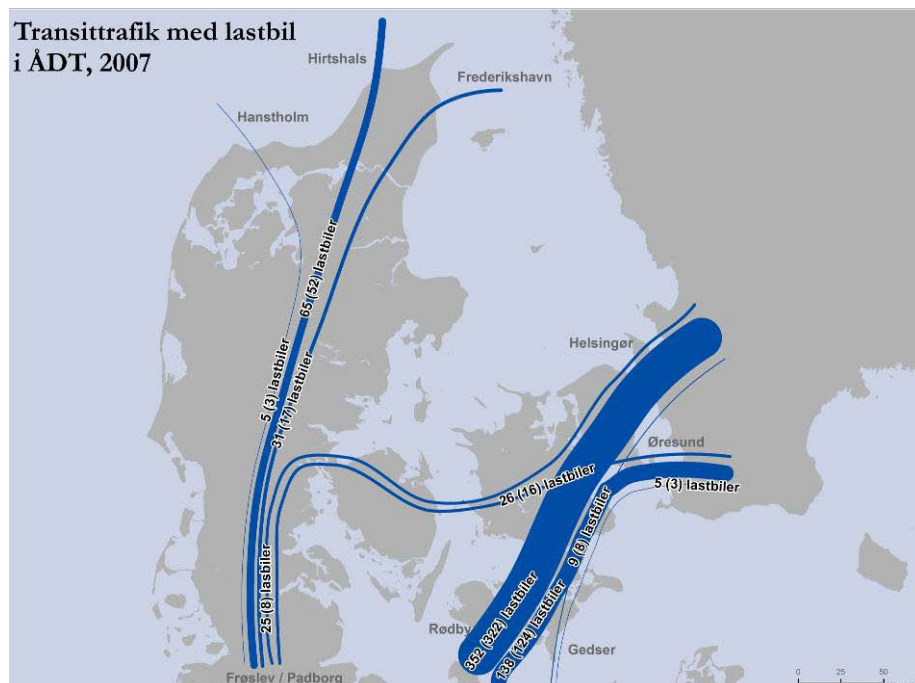 Transittrafik med lastbil
i ÅDT, 2007
Hirtshals
Frederikshavn
Hanstholm
65 (52) lastbiler
5 (3) lastbiler
31 (17) lastbiler
Helsingør
Øresund
26 (16) lastbiler
5 (3) lastbiler
9 (8) lastbiler
25 (8) lasbiler
352 (322) lastbiler
138 (124) lastbiler
Rødby
Gedser
Frøslev / Padborg
0 25 50